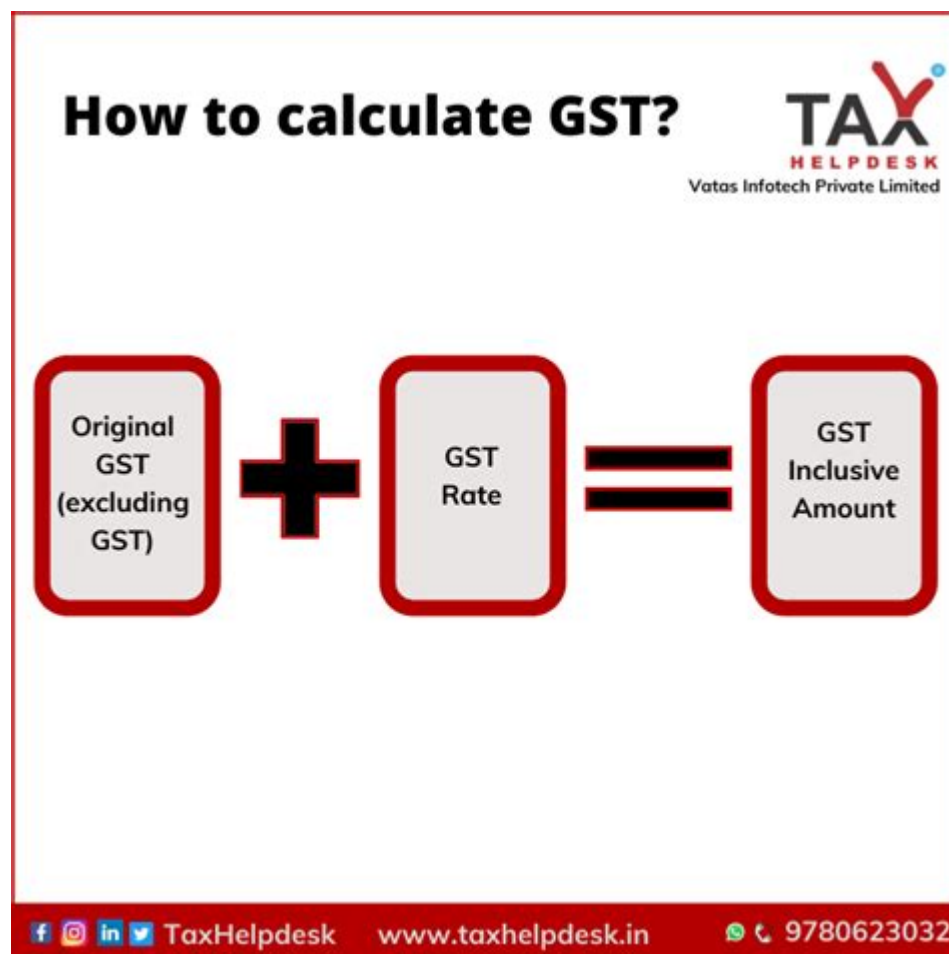 How to calculate GST?
TAX
HELPDESK
Vatas Infotech Private Limited
Original
GST
(excluding
GST)
GST
Rate
GST
Inclusive
Amount
TaxHelpdesk www.taxhelpdesk.in 9780623032